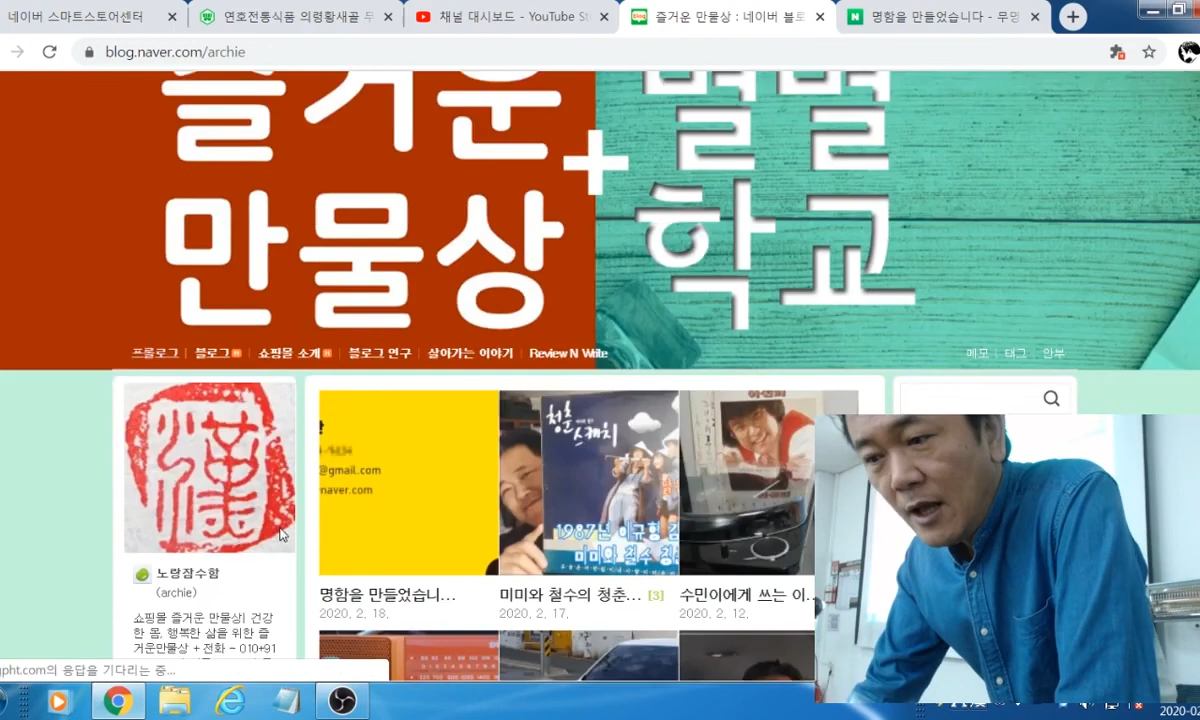 네이버 스마트스토어센터
연호전통식품 의령황새골 두
채널 대시보드 - YouTube St
즐거운 만물상 : 네이버 블로
명함을 만들었습니다 - 무명
blog.naver.com/archie
즐거운
만물상
+
별별
학교
프롤로그 | 블로그 | 쇼핑몰 소개 | 블로그 연구 | 살아가는 이야기 | Review N Write
메모 | 태그 | 안부
@gmail.com
naver.com
청춘
스케치
1987년 이규형 감
미미와 철수 청
노랑잠수함
(archie)
쇼핑몰 즐거운 만물상! 건강
한 몸, 행복한 삶을 위한 즐
거운만물상 + 전화 - 010+91
명함을 만들었습니...
2020. 2. 18.
미미와 철수의 청춘... [3]
2020. 2. 17.
수민이에게 쓰는 이...
2020. 2. 12.
gpht.com의 응답을 기다리는 중...
2020-02